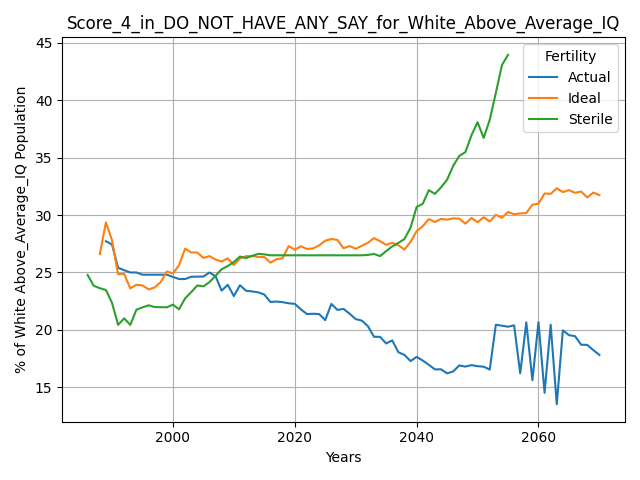 Score_4_in_DO_NOT_HAVE_ANY_SAY_for_White_Above_Average_IQ
% of White Above_Average_IQ Population
45
40
35
30
25
20
15
Fertility
Actual
Ideal
Sterile
2000 2020 2040 2060
Years